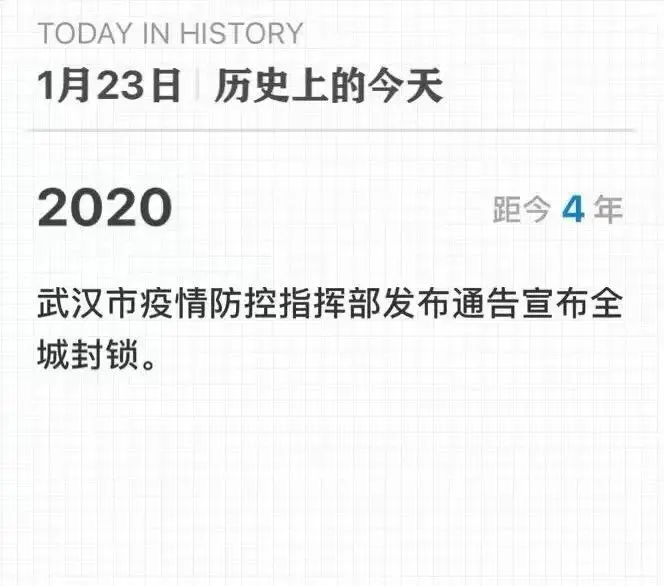 TODAY IN HISTORY
1月23日 | 历史上的今天
2020 距今 4 年
武汉市疫情防控指挥部发布通告宣布全
城封锁。